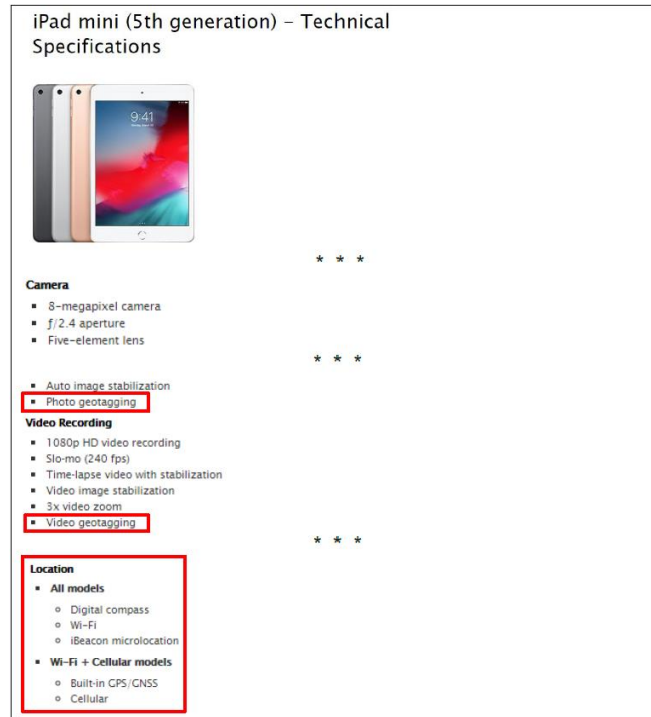 iPad mini (5th generation) – Technical
Specifications
9:41
* * *
Camera
▪ 8-megapixel camera
▪ ƒ/2.4 aperture
▪ Five-element lens
* * *
▪ Auto image stabilization
▪ Photo geotagging
Video Recording
▪ 1080p HD video recording
▪ Slo-mo (240 fps)
▪ Time-lapse video with stabilization
▪ Video image stabilization
▪ 3x video zoom
▪ Video geotagging
* * *
Location
▪ All models
◦ Digital compass
◦ Wi-Fi
◦ iBeacon microlocation
▪ Wi-Fi + Cellular models
◦ Built-in GPS/GNSS
◦ Cellular